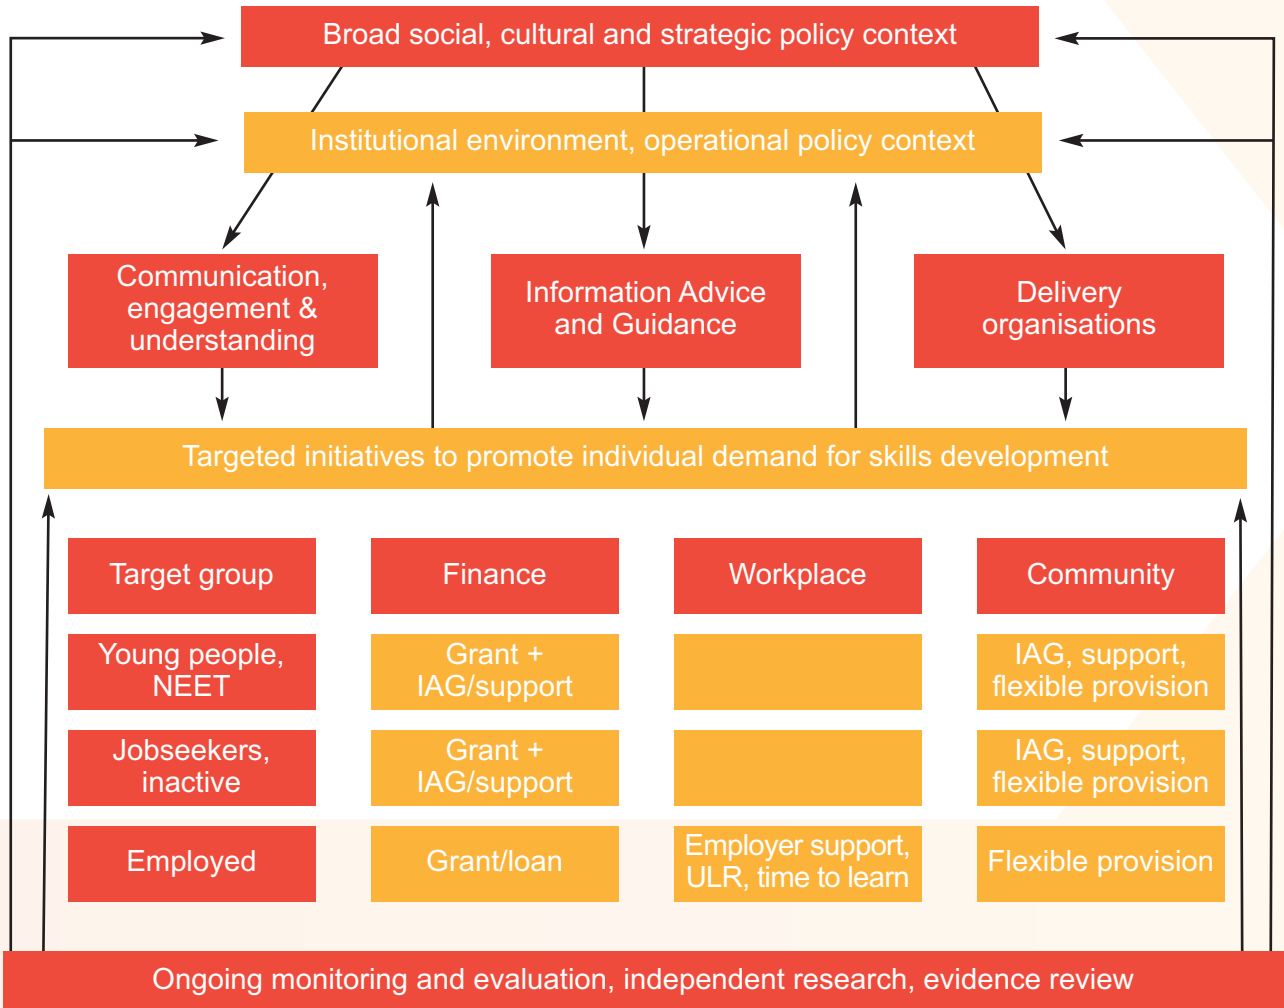 Broad social, cultural and strategic policy context
Institutional environment, operational policy context
Communication,
engagement &
understanding
Information Advice
and Guidance
Delivery
organisations
Targeted initiatives to promote individual demand for skills development
Target group
Finance
Workplace
Community
Young people,
NEET
Grant +
IAG/support
IAG, support,
flexible provision
Jobseekers,
inactive
Grant +
IAG/support
IAG, support,
flexible provision
Employed
Grant/loan
Employer support,
ULR, time to learn
Flexible provision
Ongoing monitoring and evaluation, independent research, evidence review